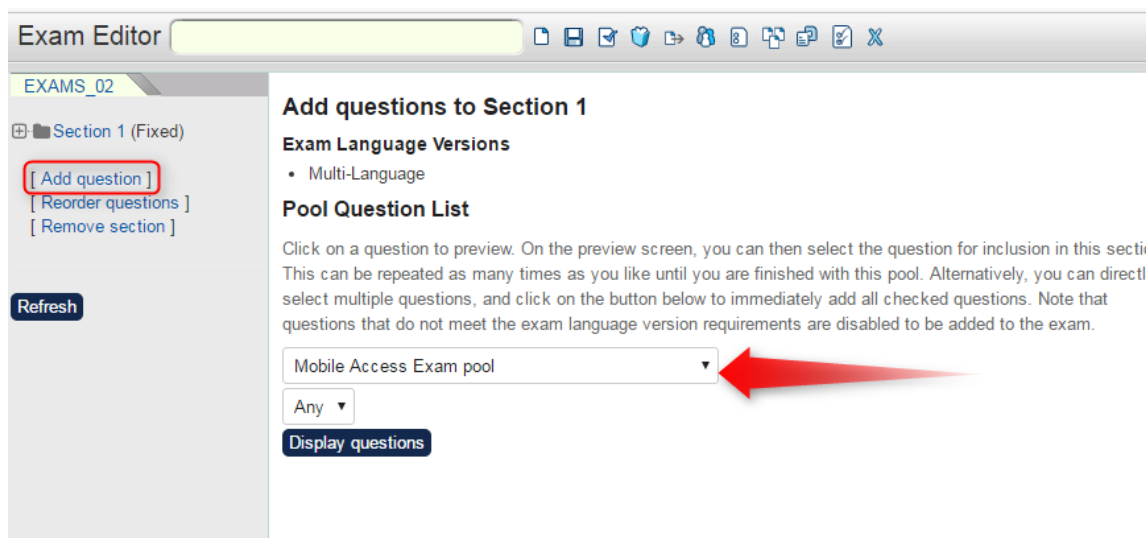 Exam Editor
EXAMS_02
Section 1 (Fixed)
[ Add question ]
[ Reorder questions ]
[ Remove section ]
Refresh
Add questions to Section 1
Exam Language Versions
• Multi-Language
Pool Question List
Click on a question to preview. On the preview screen, you can then select the question for inclusion in this secti
This can be repeated as many times as you like until you are finished with this pool. Alternatively, you can directl
select multiple questions, and click on the button below to immediately add all checked questions. Note that
questions that do not meet the exam language version requirements are disabled to be added to the exam.
Mobile Access Exam pool
Any
Display questions